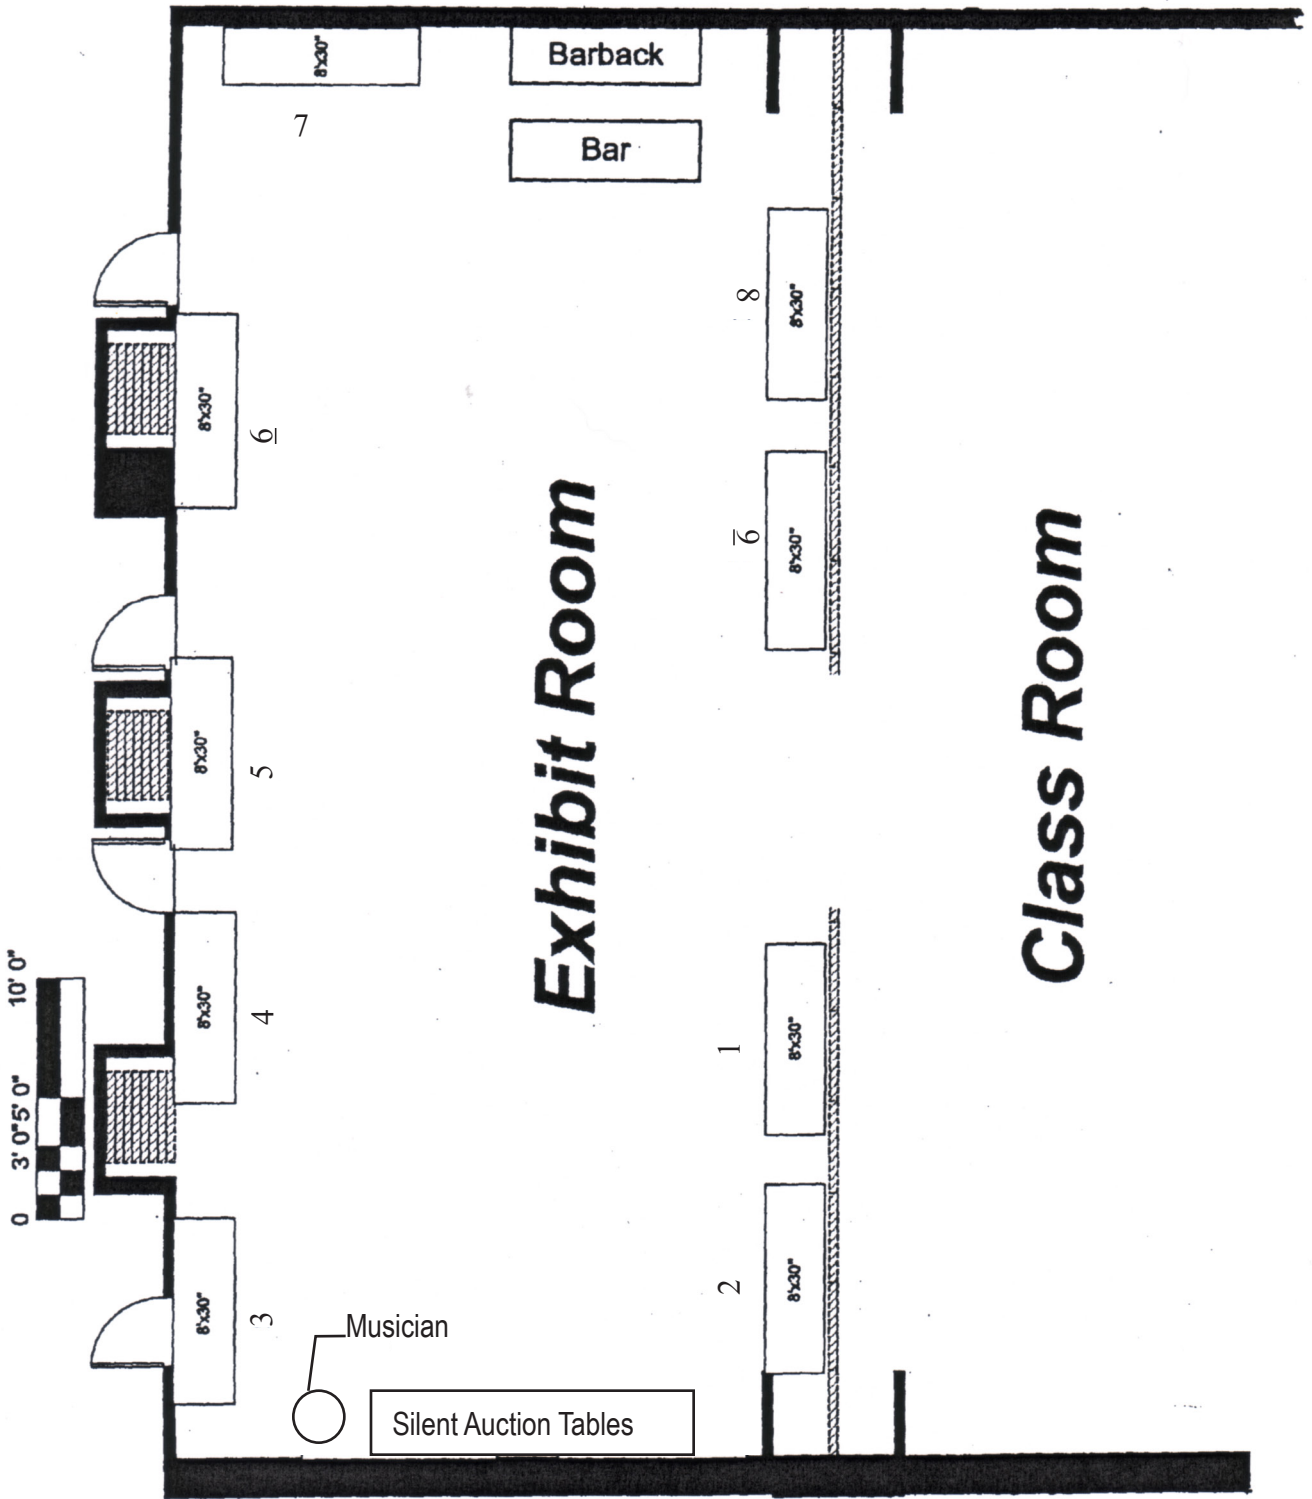 8'x30"
Barback
7
Bar
8'x30"
6
8'x30"
8
8'x30"
9
8'x30"
5
Exhibit Room
Class Room
0 3' 0" 5' 0" 10' 0"
8'x30"
4
8'x30"
1
8'x30"
3
8'x30"
2
Musician
Silent Auction Tables